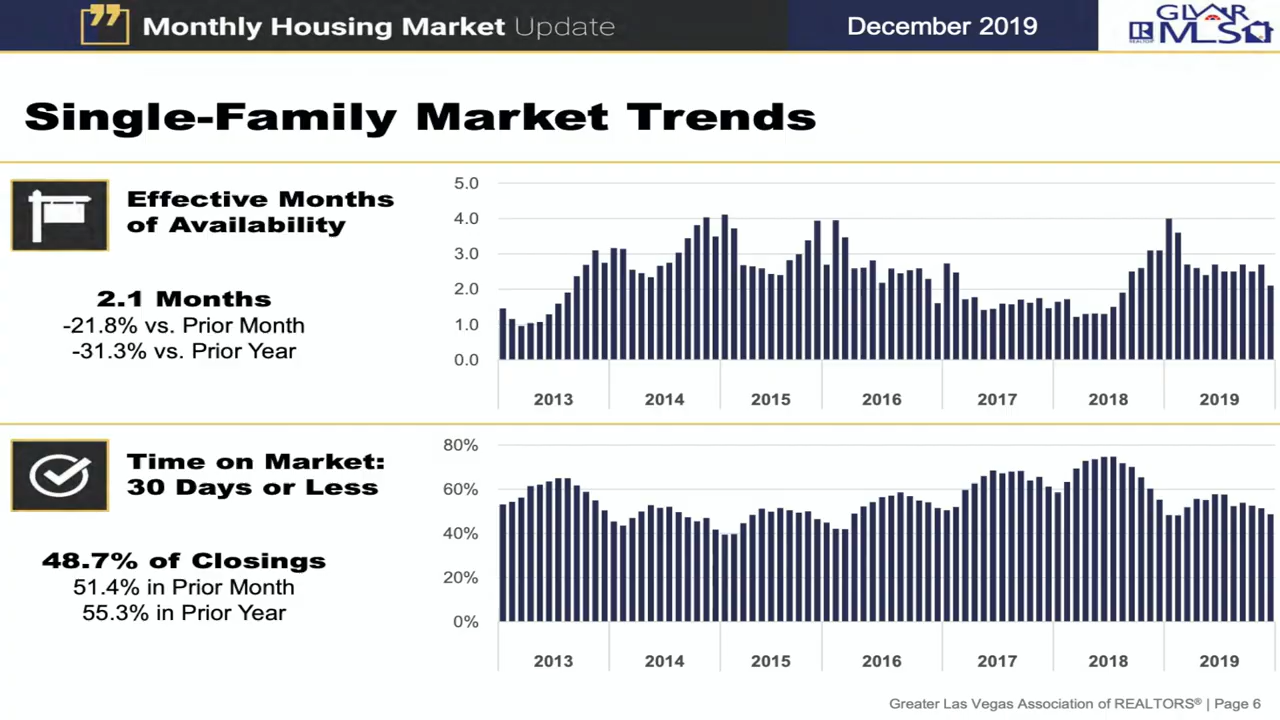 Monthly Housing Market Update
December 2019
GLVAR
REALTOR®
MLS
Single-Family Market Trends
Effective Months
of Availability
2.1 Months
-21.8% vs. Prior Month
-31.3% vs. Prior Year
5.0
4.0
3.0
2.0
1.0
0.0
2013 2014 2015 2016 2017 2018 2019
Time on Market:
30 Days or Less
48.7% of Closings
51.4% in Prior Month
55.3% in Prior Year
80%
60%
40%
20%
0%
2013 2014 2015 2016 2017 2018 2019
Greater Las Vegas Association of REALTORS® | Page 6